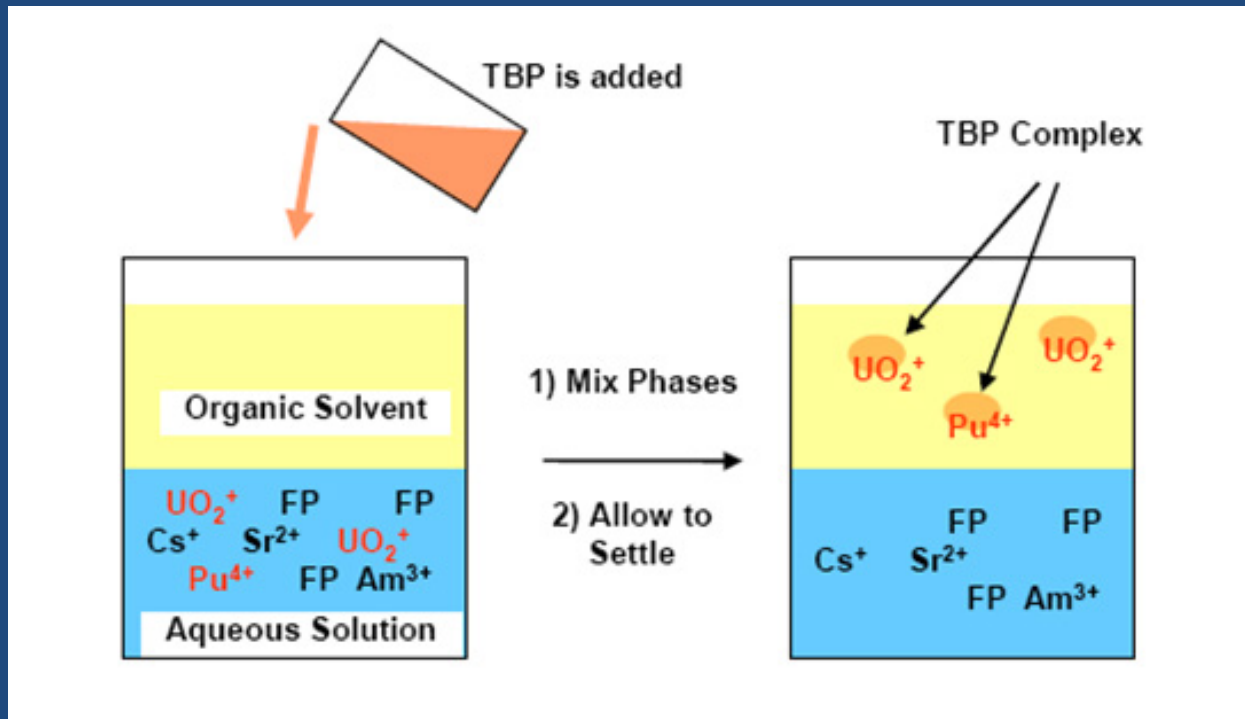 TBP is added
TBP Complex
Organic Solvent
UO₂⁺ FP FP
Cs⁺ Sr²⁺ UO₂⁺
Pu⁴⁺ FP Am³⁺
Aqueous Solution
1) Mix Phases
2) Allow to
Settle
UO₂⁺ UO₂⁺
Pu⁴⁺
FP FP
Cs⁺ Sr²⁺
FP Am³⁺